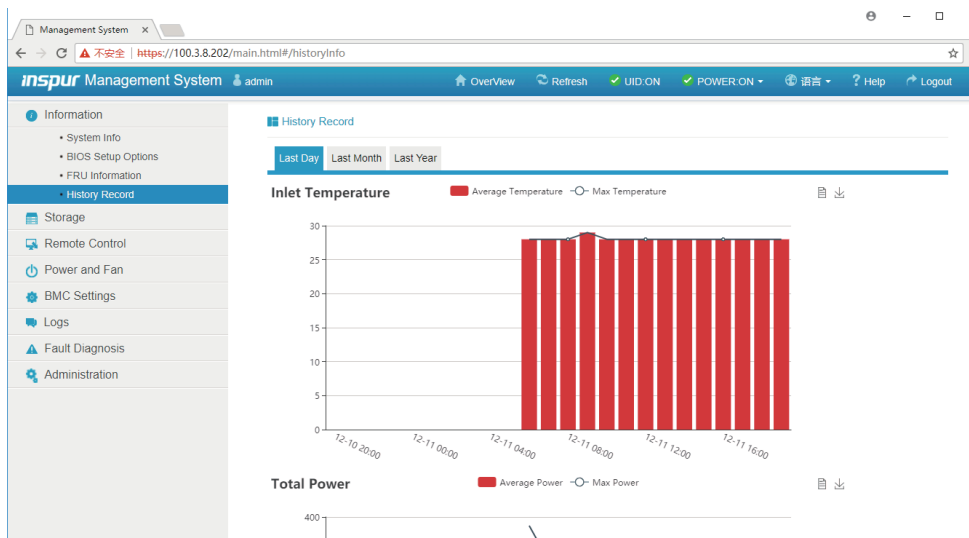 Management System
不安全 | https://100.3.8.202/main.html#/historyInfo
inspur Management System admin OverView Refresh UID:ON POWER:ON 语言 Help Logout
Information
System Info
BIOS Setup Options
FRU Information
History Record
Storage
Remote Control
Power and Fan
BMC Settings
Logs
Fault Diagnosis
Administration
History Record
Last Day Last Month Last Year
Inlet Temperature Average Temperature Max Temperature
30
25
20
15
10
5
0
12-10 20:00 12-11 00:00 12-11 04:00 12-11 08:00 12-11 12:00 12-11 16:00
Total Power Average Power Max Power
400